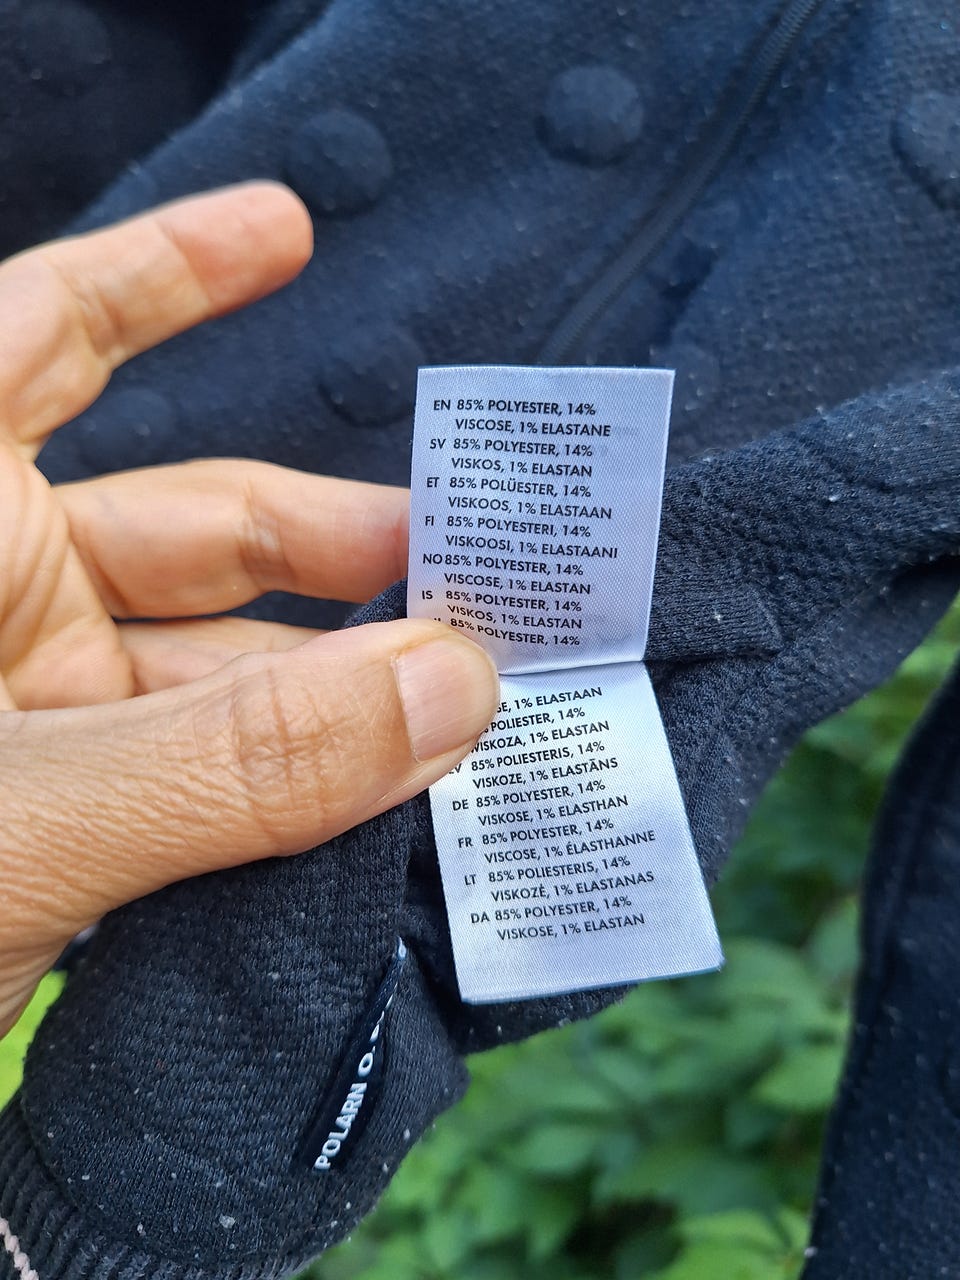 EN 85% POLYESTER, 14%
VISCOSE, 1% ELASTANE
SV 85% POLYESTER, 14%
VISKOS, 1% ELASTAN
ET 85% POLÜESTER, 14%
VISKOOS, 1% ELASTAAN
FI 85% POLYESTERI, 14%
VISKOOSI, 1% ELASTAANI
NO 85% POLYESTER, 14%
VISCOSE, 1% ELASTAN
IS 85% POLYESTER, 14%
VISKOS, 1% ELASTAN
85% POLYESTER, 14%
1% ELASTAAN
POLIESTER, 14%
WISKOZA, 1% ELASTAN
85% POLIESTERIS, 14%
VISKOZE, 1% ELASTĀNS
DE 85% POLYESTER, 14%
VISKOSE, 1% ELASTHAN
FR 85% POLYESTER, 14%
VISCOSE, 1% ÉLASTHANNE
LT 85% POLIESTERIS, 14%
VISKOZĖ, 1% ELASTANAS
DA 85% POLYESTER, 14%
VISKOSE, 1% ELASTAN
POLARN O.